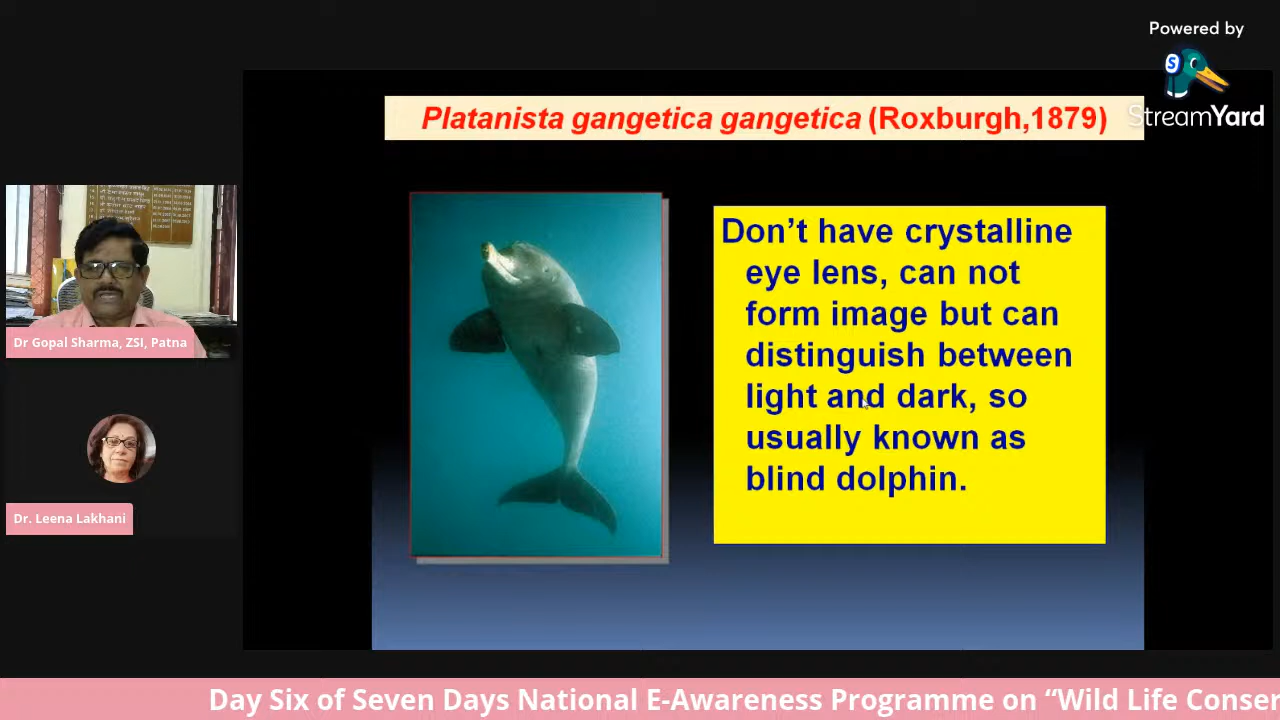 Powered by
StreamYard
Platanista gangetica gangetica (Roxburgh,1879)
Don’t have crystalline
eye lens, can not
form image but can
distinguish between
light and dark, so
usually known as
blind dolphin.
Dr Gopal Sharma, ZSI, Patna
Dr. Leena Lakhani
Day Six of Seven Days National E-Awareness Programme on “Wild Life Conser